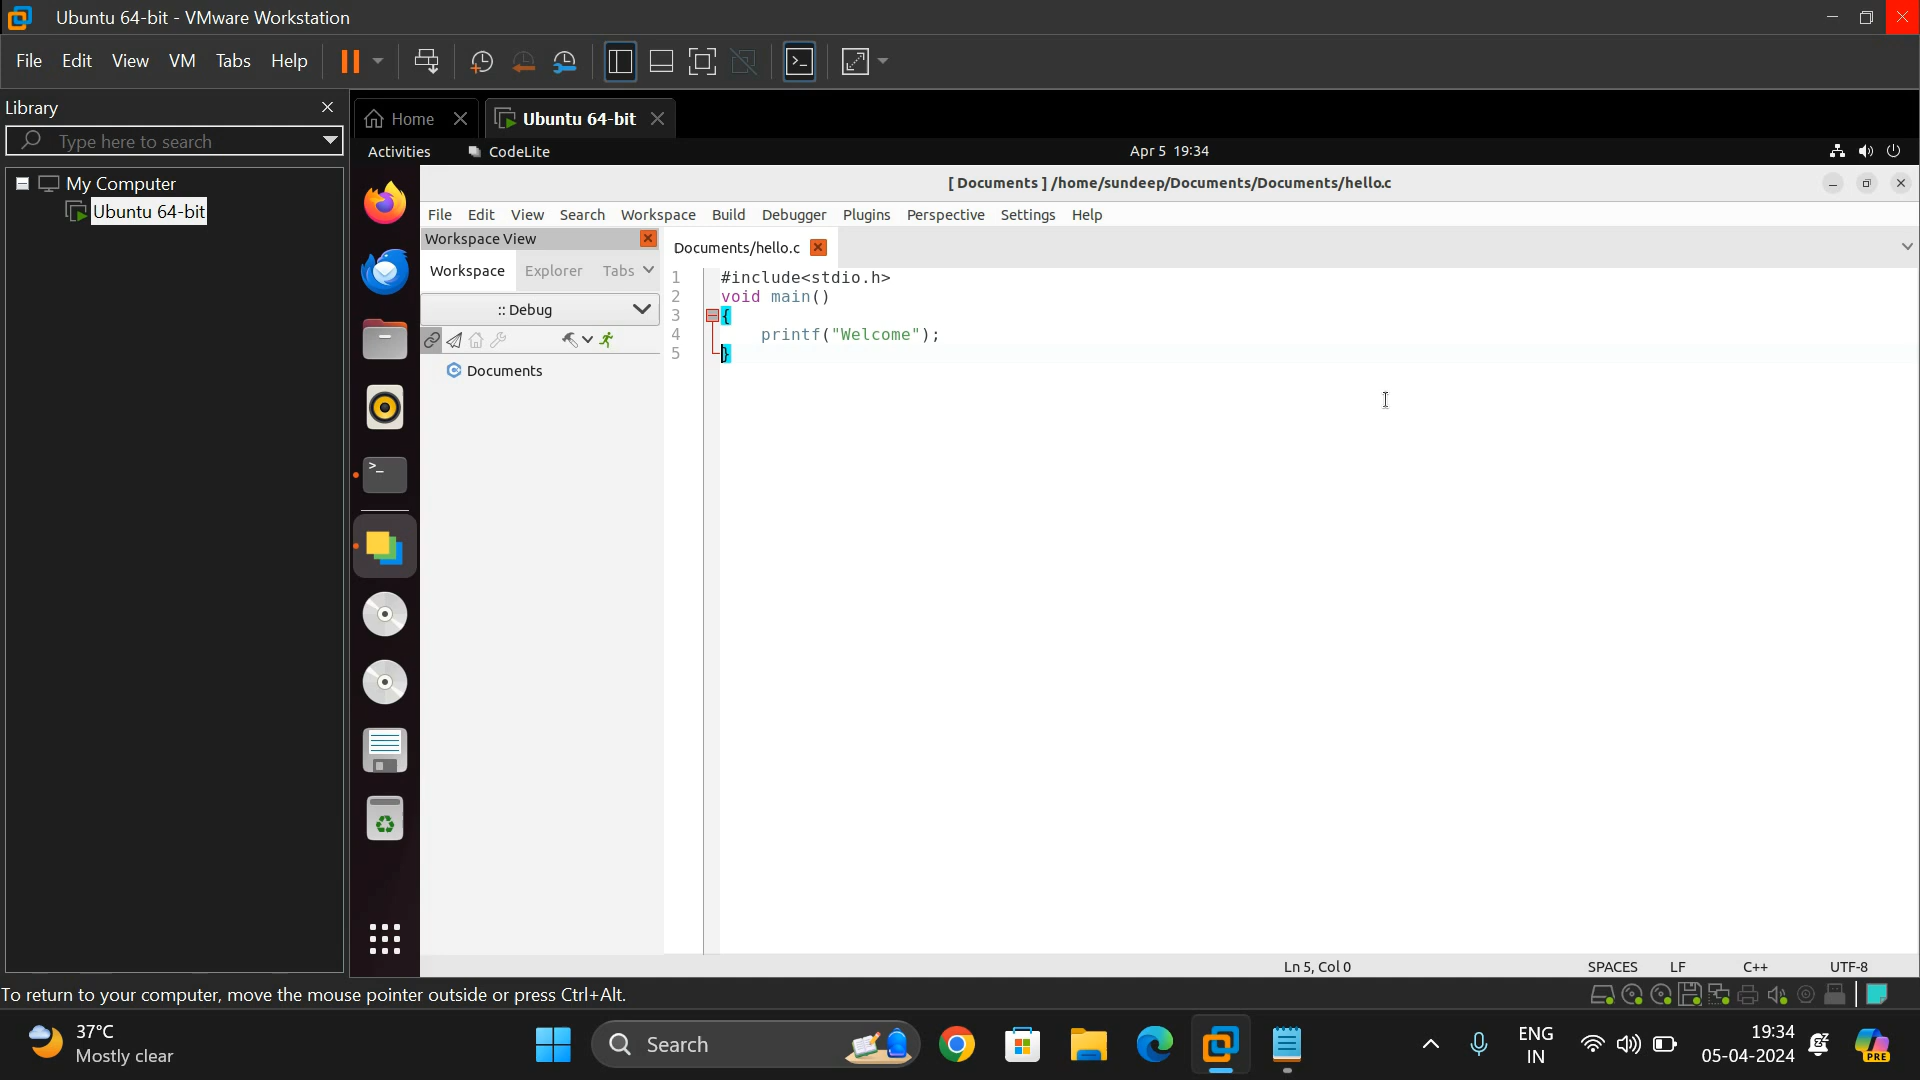 Ubuntu 64-bit - VMware Workstation
File Edit View VM Tabs Help
Library
Type here to search
My Computer
Ubuntu 64-bit
Home
Ubuntu 64-bit
Activities
CodeLite
Apr 5 19:34
[ Documents ] /home/sundeep/Documents/Documents/hello.c
File Edit View Search Workspace Build Debugger Plugins Perspective Settings Help
Workspace View
Workspace Explorer Tabs
:: Debug
Documents
Documents/hello.c
1 #include<stdio.h>
2 void main()
3 {
4 printf("Welcome");
5 }
Ln 5, Col 0
SPACES
LF
C++
UTF-8
To return to your computer, move the mouse pointer outside or press Ctrl+Alt.
37°C
Mostly clear
Search
ENG
IN
19:34
05-04-2024
PRE